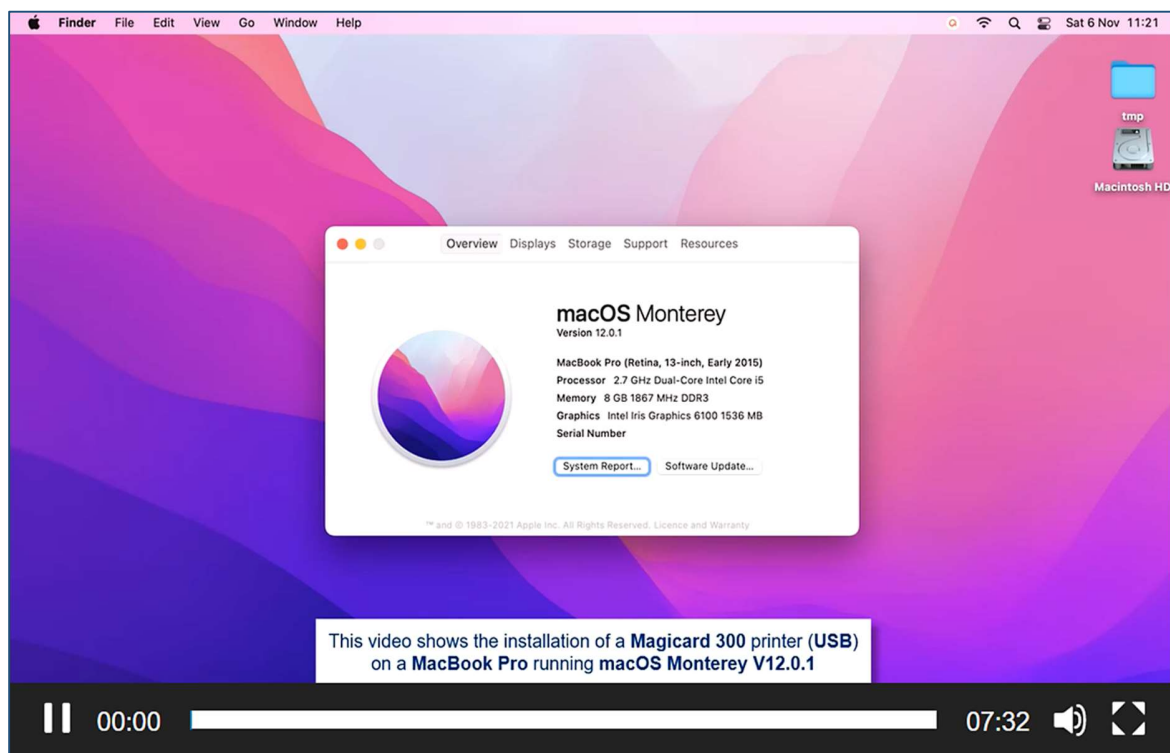 Finder File Edit View Go Window Help Sat 6 Nov 11:21
tmp
Macintosh HD
Overview Displays Storage Support Resources
macOS Monterey
Version 12.0.1
MacBook Pro (Retina, 13-inch, Early 2015)
Processor 2.7 GHz Dual-Core Intel Core i5
Memory 8 GB 1867 MHz DDR3
Graphics Intel Iris Graphics 6100 1536 MB
Serial Number
System Report... Software Update...
™ and © 1983-2021 Apple Inc. All Rights Reserved. Licence and Warranty
This video shows the installation of a Magicard 300 printer (USB)
on a MacBook Pro running macOS Monterey V12.0.1
00:00 07:32